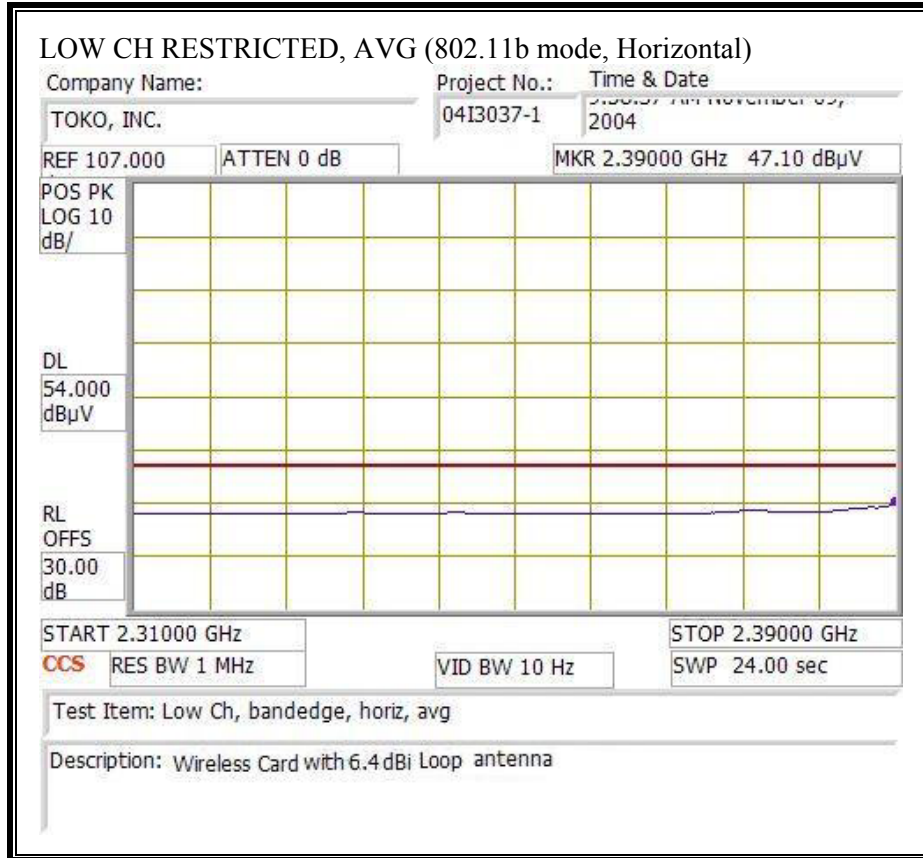 LOW CH RESTRICTED, AVG (802.11b mode, Horizontal)
Company Name: Project No.: Time & Date
TOKO, INC. 04I3037-1
2004
REF 107.000 ATTEN 0 dB MKR 2.39000 GHz 47.10 dBµV
POS PK
LOG 10
dB/
DL
54.000
dBµV
RL
OFFS
30.00
dB
START 2.31000 GHz STOP 2.39000 GHz
CCS RES BW 1 MHz VID BW 10 Hz SWP 24.00 sec
Test Item: Low Ch, bandedge, horiz, avg
Description: Wireless Card with 6.4 dBi Loop antenna